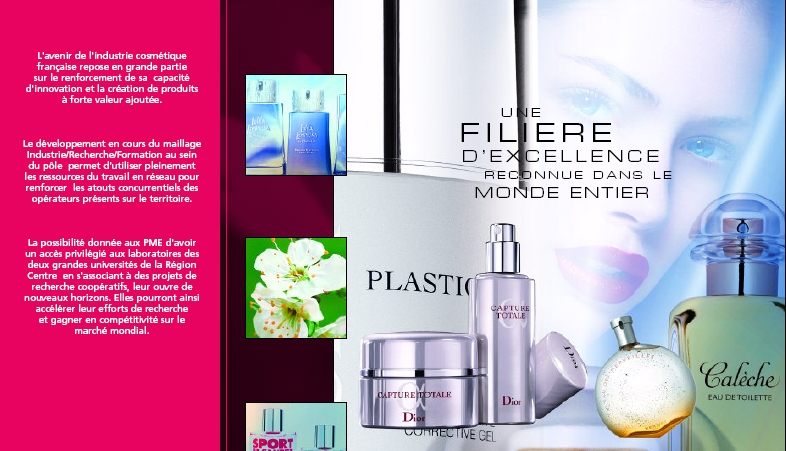 L'avenir de l'industrie cosmétique
française repose en grande partie
sur le renforcement de sa capacité
d'innovation et la création de produits
à forte valeur ajoutée.
Le développement en cours du maillage
Industrie/Recherche/Formation au sein
du pôle permet d'utiliser pleinement
les ressources du travail en réseau pour
renforcer les atouts concurrentiels des
opérateurs présents sur le territoire.
La possibilité donnée aux PME d'avoir
un accès privilégié aux laboratoires des
deux grandes universités de la Région
Centre en s'associant à des projets de
recherche coopératifs, leur ouvre de
nouveaux horizons. Elles pourront ainsi
accélérer leur efforts de recherche
et gagner en compétitivité sur le
marché mondial.
UNE
FILIERE
D'EXCELLENCE
RECONNUE DANS LE
MONDE ENTIER
PLASTIC
CAPTURE
TOTALE
Dior
CAPTURE TOTALE
Dior
Dior
CORRECTIVE GEL
Calèche
EAU DE TOILETTE
SPORT